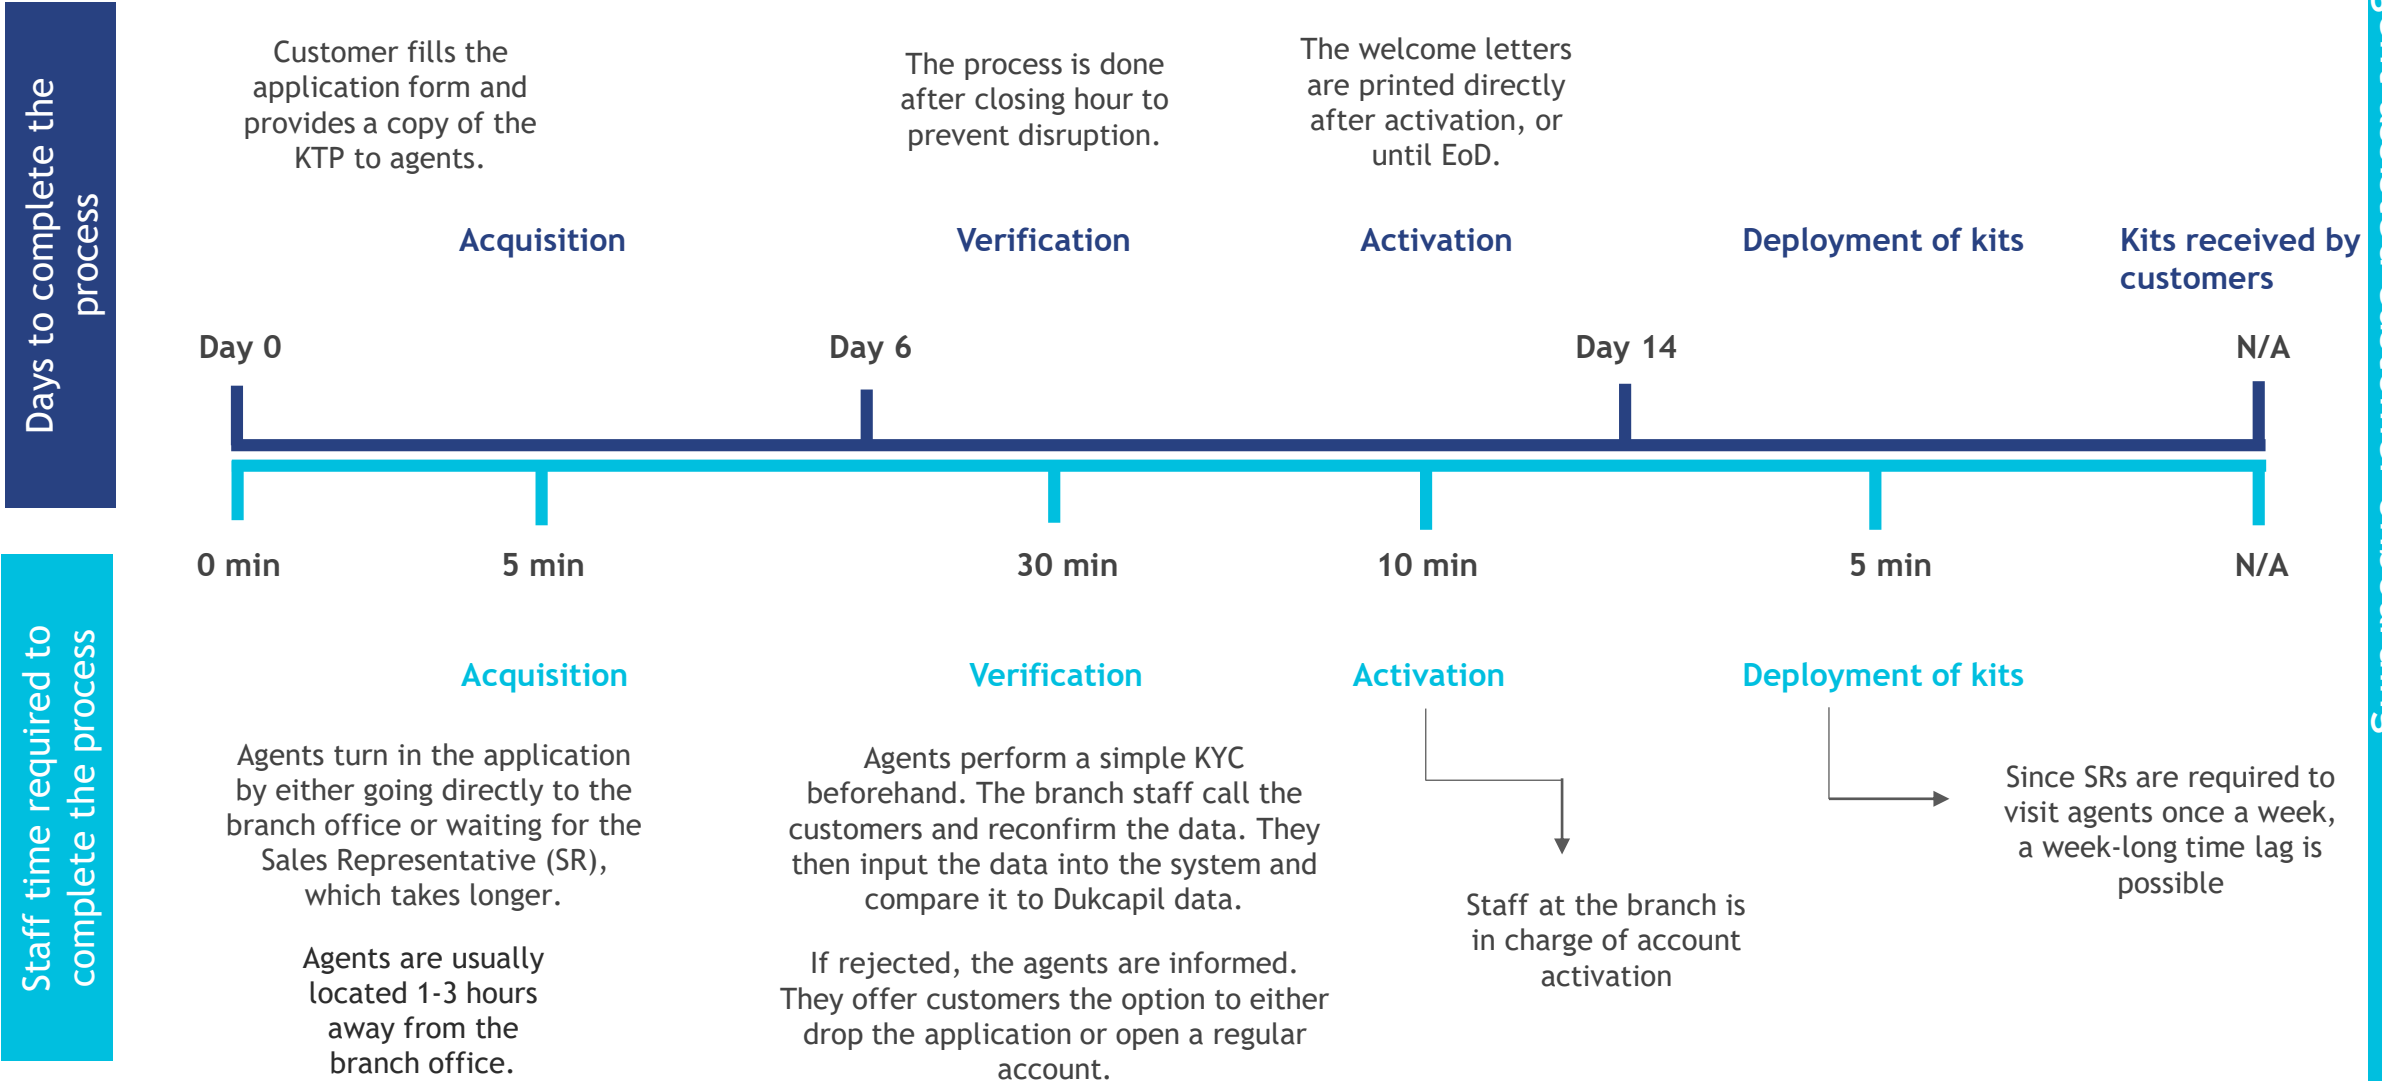 Days to complete the
process
Customer fills the
application form and
provides a copy of the
KTP to agents.
The process is done
after closing hour to
prevent disruption.
The welcome letters
are printed directly
after activation, or
until EoD.
Acquisition
Verification
Activation
Deployment of kits
Kits received by
customers
Day 0
Day 6
Day 14
N/A
0 min
5 min
30 min
10 min
5 min
N/A
Staff time required to
complete the process
Acquisition
Verification
Activation
Deployment of kits
Agents turn in the application
by either going directly to the
branch office or waiting for the
Sales Representative (SR),
which takes longer.
Agents are usually
located 1-3 hours
away from the
branch office.
Agents perform a simple KYC
beforehand. The branch staff call the
customers and reconfirm the data. They
then input the data into the system and
compare it to Dukcapil data.
If rejected, the agents are informed.
They offer customers the option to either
drop the application or open a regular
account.
Staff at the branch is
in charge of account
activation
Since SRs are required to
visit agents once a week,
a week-long time lag is
possible